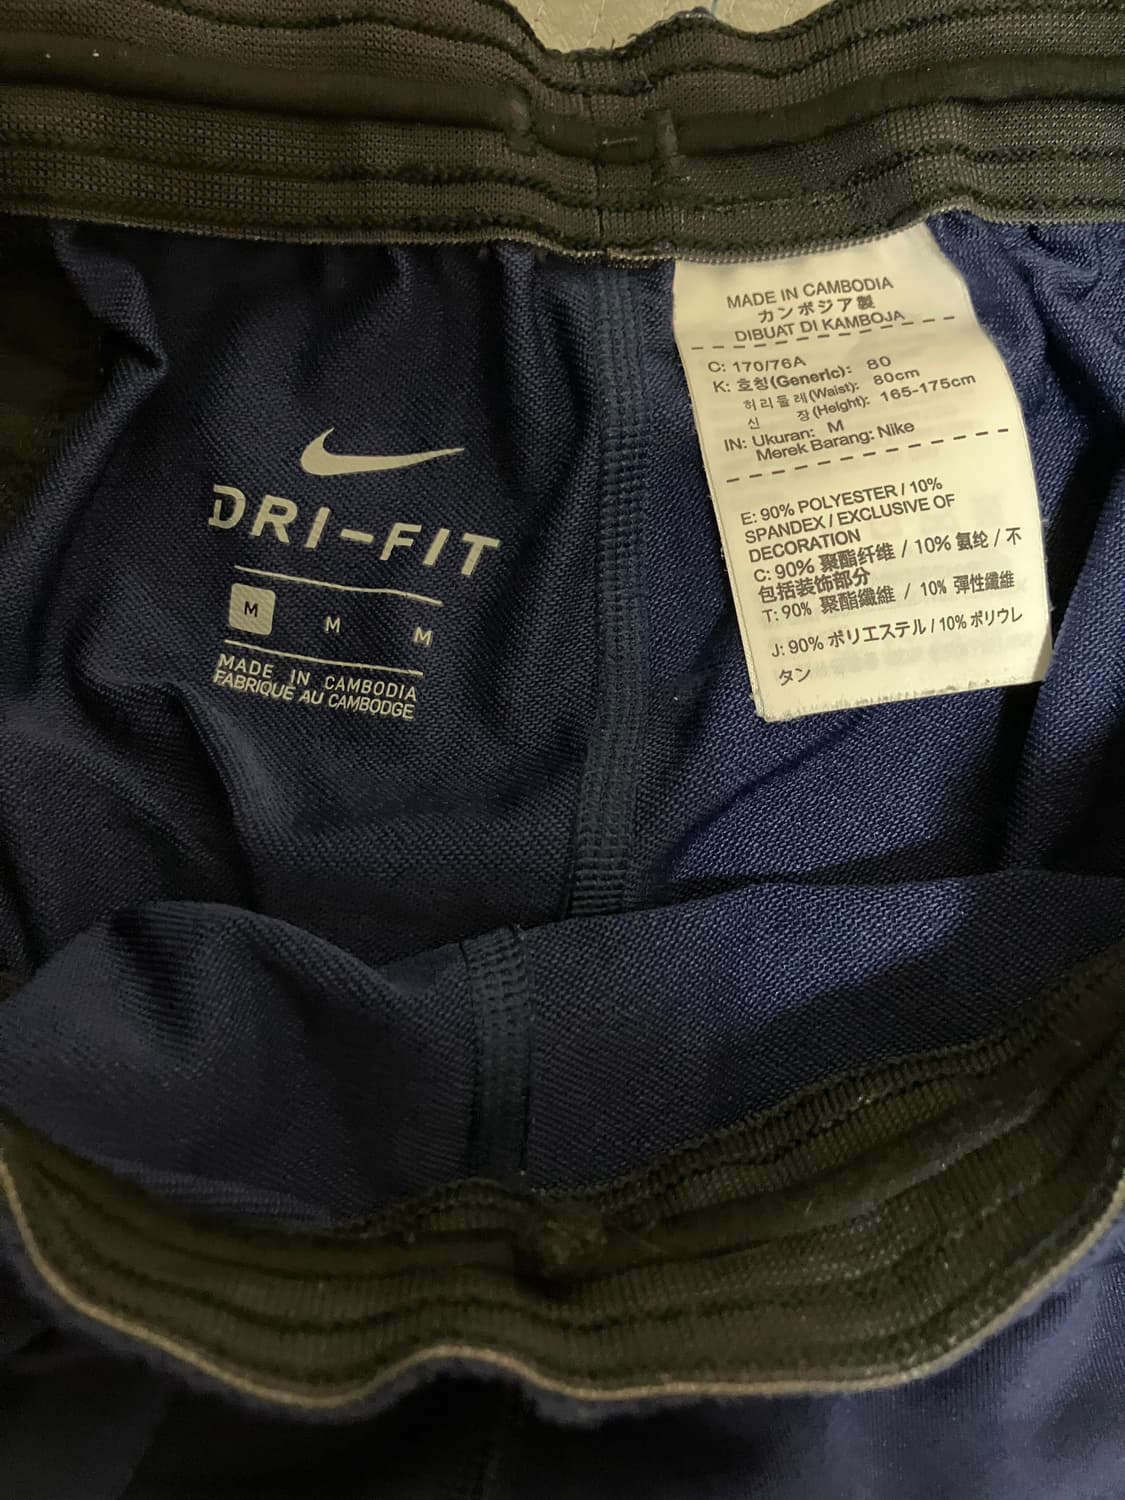 DRI-FIT
M M M
MADE IN CAMBODIA
FABRIQUÉ AU CAMBODGE
MADE IN CAMBODIA
カンボジア製
DIBUAT DI KAMBOJA
C: 170/76A
K: 호칭(Generic): 80
허리둘레(Waist): 80cm
신 장(Height): 165-175cm
IN: Ukuran: M
Merek Barang: Nike
E: 90% POLYESTER / 10%
SPANDEX / EXCLUSIVE OF
DECORATION
C: 90% 聚酯纤维 / 10% 氨纶 / 不
包括装饰部分
T: 90% 聚酯纖維 / 10% 彈性纖維
J: 90% ポリエステル / 10% ポリウレ
タン